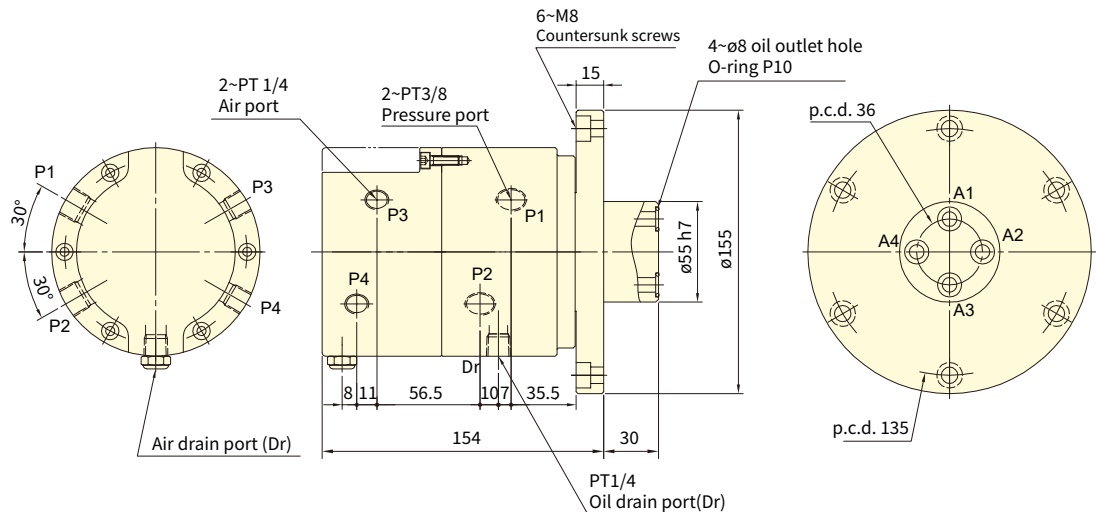 6~M8
Countersunk screws
4~ø8 oil outlet hole
O-ring P10
15
2~PT 1/4
Air port
2~PT3/8
Pressure port
p.c.d. 36
P1
P3
30°
30°
P2
P4
P3
P1
P4
P2
ø55 h7
ø155
A1
A4
A2
A3
Dr
8
11
56.5
10
7
35.5
154
30
Air drain port (Dr)
PT1/4
Oil drain port(Dr)
p.c.d. 135